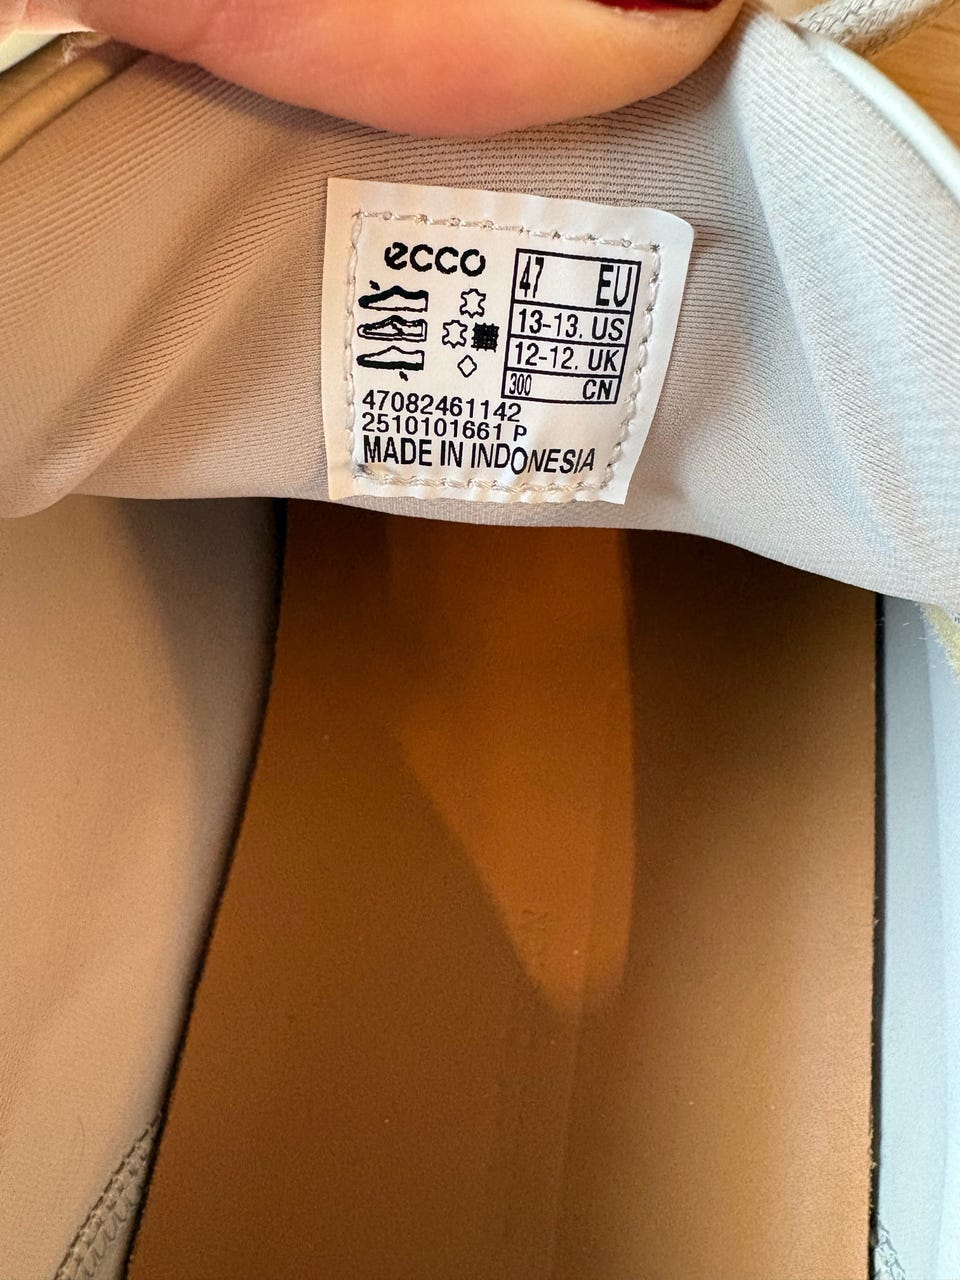 ecco
47 EU
13-13. US
12-12. UK
300 CN
47082461142
2510101661 P
MADE IN INDONESIA